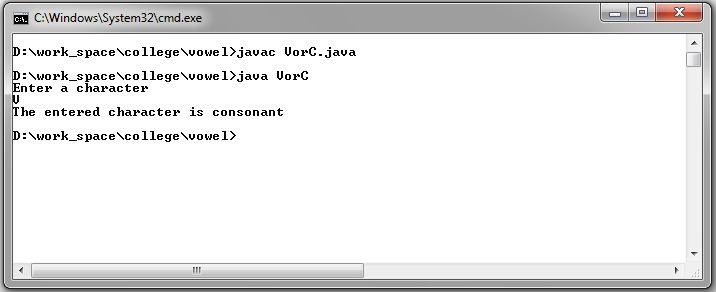 C:\Windows\System32\cmd.exe
D:\work_space\college\vowel>javac VorC.java
D:\work_space\college\vowel>java VorC
Enter a character
V
The entered character is consonant
D:\work_space\college\vowel>